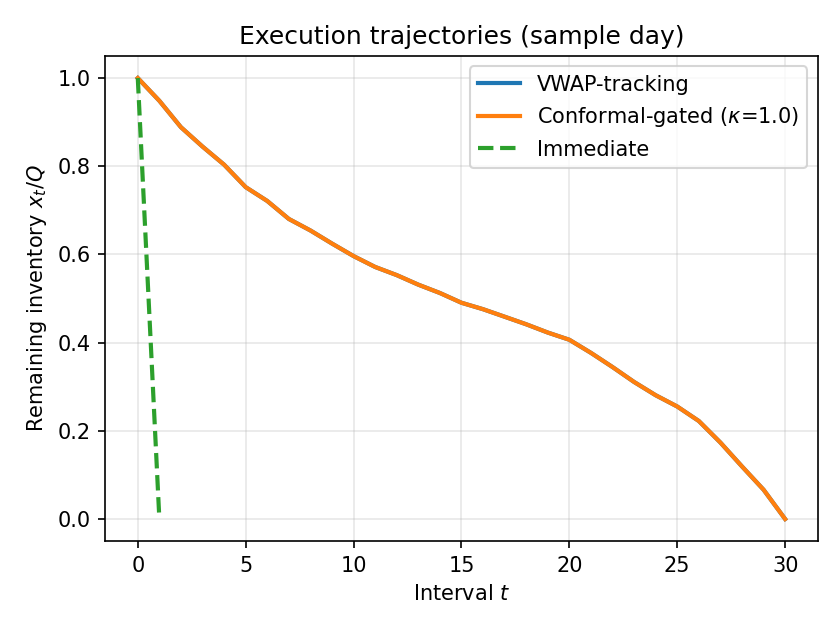 Execution trajectories (sample day)
VWAP-tracking
Conformal-gated (κ=1.0)
Immediate
Remaining inventory xₜ/Q
1.0
0.8
0.6
0.4
0.2
0.0
0 5 10 15 20 25 30
Interval t